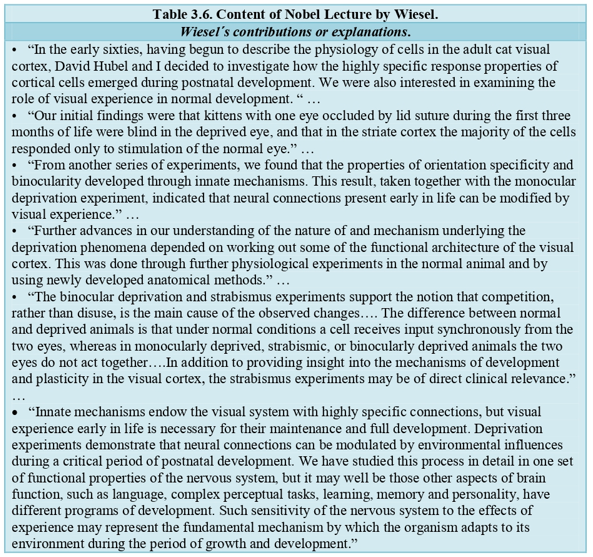 Table 3.6. Content of Nobel Lecture by Wiesel.
Wiesel´s contributions or explanations.
• “In the early sixties, having begun to describe the physiology of cells in the adult cat visual
cortex, David Hubel and I decided to investigate how the highly specific response properties of
cortical cells emerged during postnatal development. We were also interested in examining the
role of visual experience in normal development. “ …
• “Our initial findings were that kittens with one eye occluded by lid suture during the first three
months of life were blind in the deprived eye, and that in the striate cortex the majority of the cells
responded only to stimulation of the normal eye.” …
• “From another series of experiments, we found that the properties of orientation specificity and
binocularity developed through innate mechanisms. This result, taken together with the monocular
deprivation experiment, indicated that neural connections present early in life can be modified by
visual experience.” …
• “Further advances in our understanding of the nature of and mechanism underlying the
deprivation phenomena depended on working out some of the functional architecture of the visual
cortex. This was done through further physiological experiments in the normal animal and by
using newly developed anatomical methods.” …
• “The binocular deprivation and strabismus experiments support the notion that competition,
rather than disuse, is the main cause of the observed changes…. The difference between normal
and deprived animals is that under normal conditions a cell receives input synchronously from the
two eyes, whereas in monocularly deprived, strabismic, or binocularly deprived animals the two
eyes do not act together….In addition to providing insight into the mechanisms of development
and plasticity in the visual cortex, the strabismus experiments may be of direct clinical relevance.”
…
• “Innate mechanisms endow the visual system with highly specific connections, but visual
experience early in life is necessary for their maintenance and full development. Deprivation
experiments demonstrate that neural connections can be modulated by environmental influences
during a critical period of postnatal development. We have studied this process in detail in one set
of functional properties of the nervous system, but it may well be those other aspects of brain
function, such as language, complex perceptual tasks, learning, memory and personality, have
different programs of development. Such sensitivity of the nervous system to the effects of
experience may represent the fundamental mechanism by which the organism adapts to its
environment during the period of growth and development.”